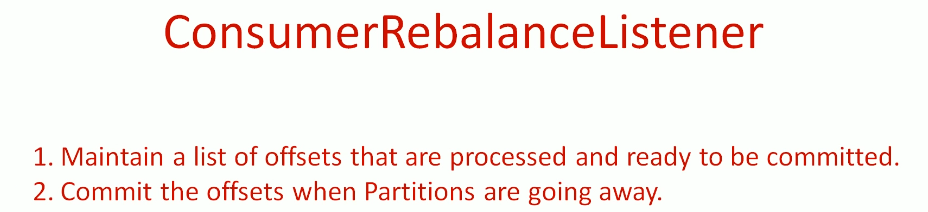 ConsumerRebalanceListener
1. Maintain a list of offsets that are processed and ready to be committed.
2. Commit the offsets when Partitions are going away.